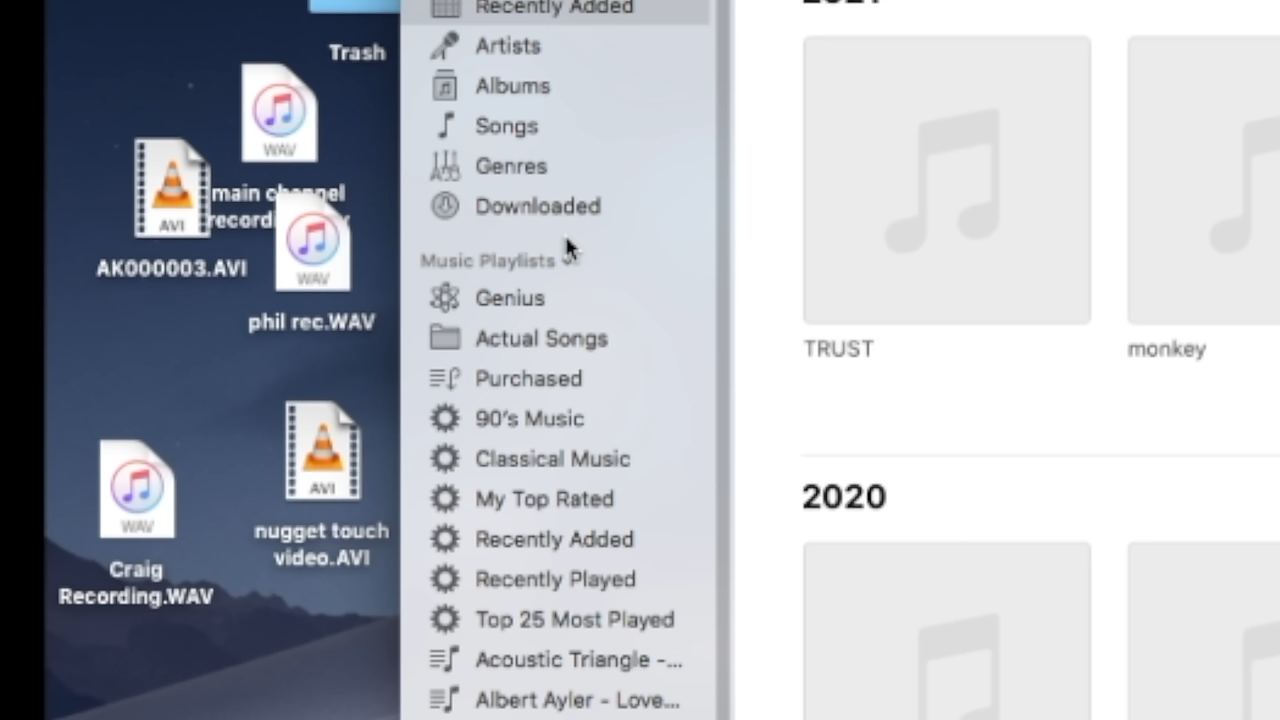 Trash
WAV
main channel
AVI
AK000003.AVI
WAV
phil rec.WAV
AVI
nugget touch
video.AVI
WAV
Craig
Recording.WAV
Recently Added
Artists
Albums
Songs
Genres
Downloaded
Music Playlists
Genius
Actual Songs
Purchased
90's Music
Classical Music
My Top Rated
Recently Added
Recently Played
Top 25 Most Played
Acoustic Triangle -...
Albert Ayler - Love...
2021
TRUST
monkey
2020